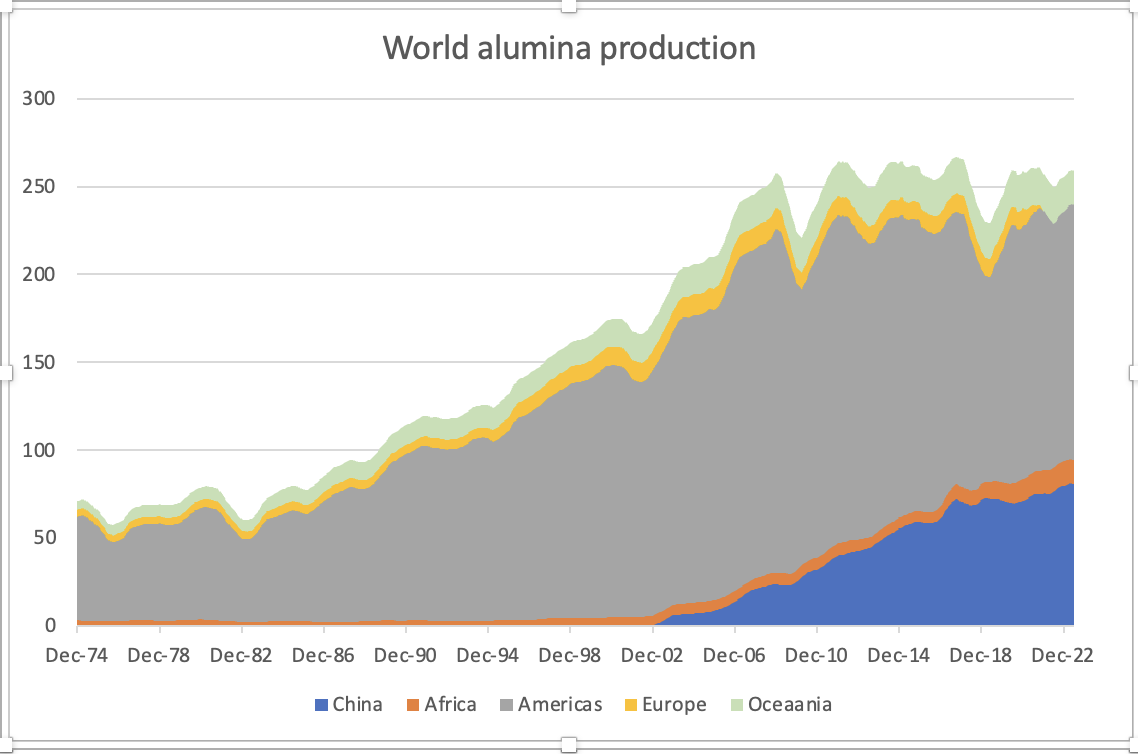 World alumina production
300
250
200
150
100
50
0
Dec-74 Dec-78 Dec-82 Dec-86 Dec-90 Dec-94 Dec-98 Dec-02 Dec-06 Dec-10 Dec-14 Dec-18 Dec-22
China Africa Americas Europe Oceaania